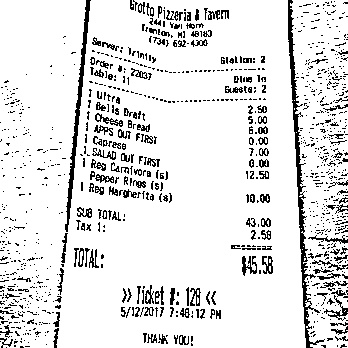 Grotto Pizzeria & Tavern
2441 Van Horn
Trenton, MI 48183
(734) 692-4300
Server: Trinity Station: 2
Order #: 22037 Dine In
Table: 11 Guests: 2
1 Ultra 2.50
1 Bells Draft 5.00
1 Cheese Bread 6.00
1 APPS OUT FIRST 0.00
1 Caprese 7.00
1 SALAD OUT FIRST 0.00
1 Reg Carnivora (s) 12.50
Pepper Rings (s)
1 Reg Margherita (s) 10.00
SUB TOTAL: 43.00
Tax 1: 2.58
TOTAL: $45.58
>> Ticket #: 128 <<
5/12/2017 7:48:12 PM
THANK YOU!